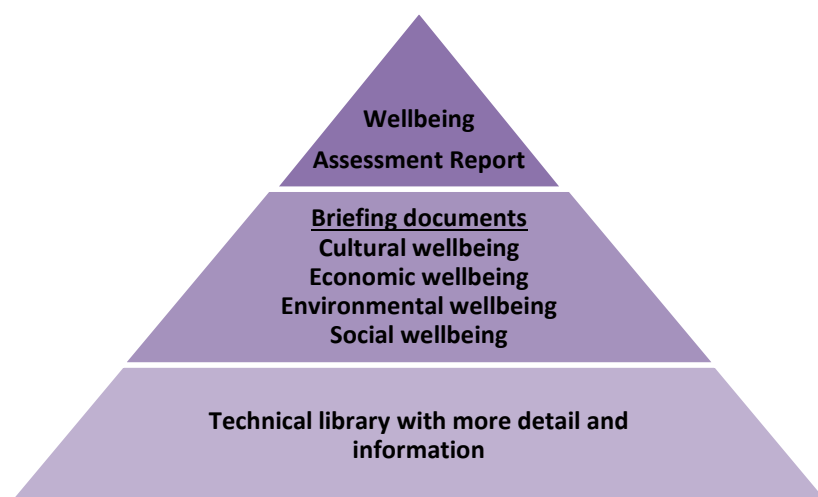 Wellbeing
Assessment Report
Briefing documents
Cultural wellbeing
Economic wellbeing
Environmental wellbeing
Social wellbeing
Technical library with more detail and
information